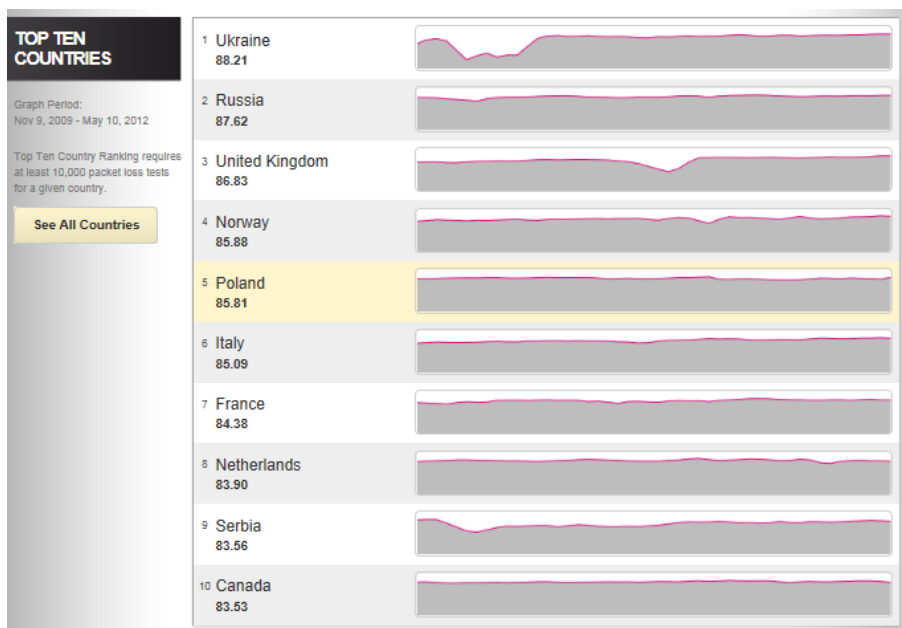 TOP TEN
COUNTRIES
Graph Period:
Nov 9, 2009 - May 10, 2012
Top Ten Country Ranking requires
at least 10,000 packet loss tests
for a given country.
See All Countries
1 Ukraine
88.21
2 Russia
87.62
3 United Kingdom
86.83
4 Norway
85.88
5 Poland
85.81
6 Italy
85.09
7 France
84.38
8 Netherlands
83.90
9 Serbia
83.56
10 Canada
83.53